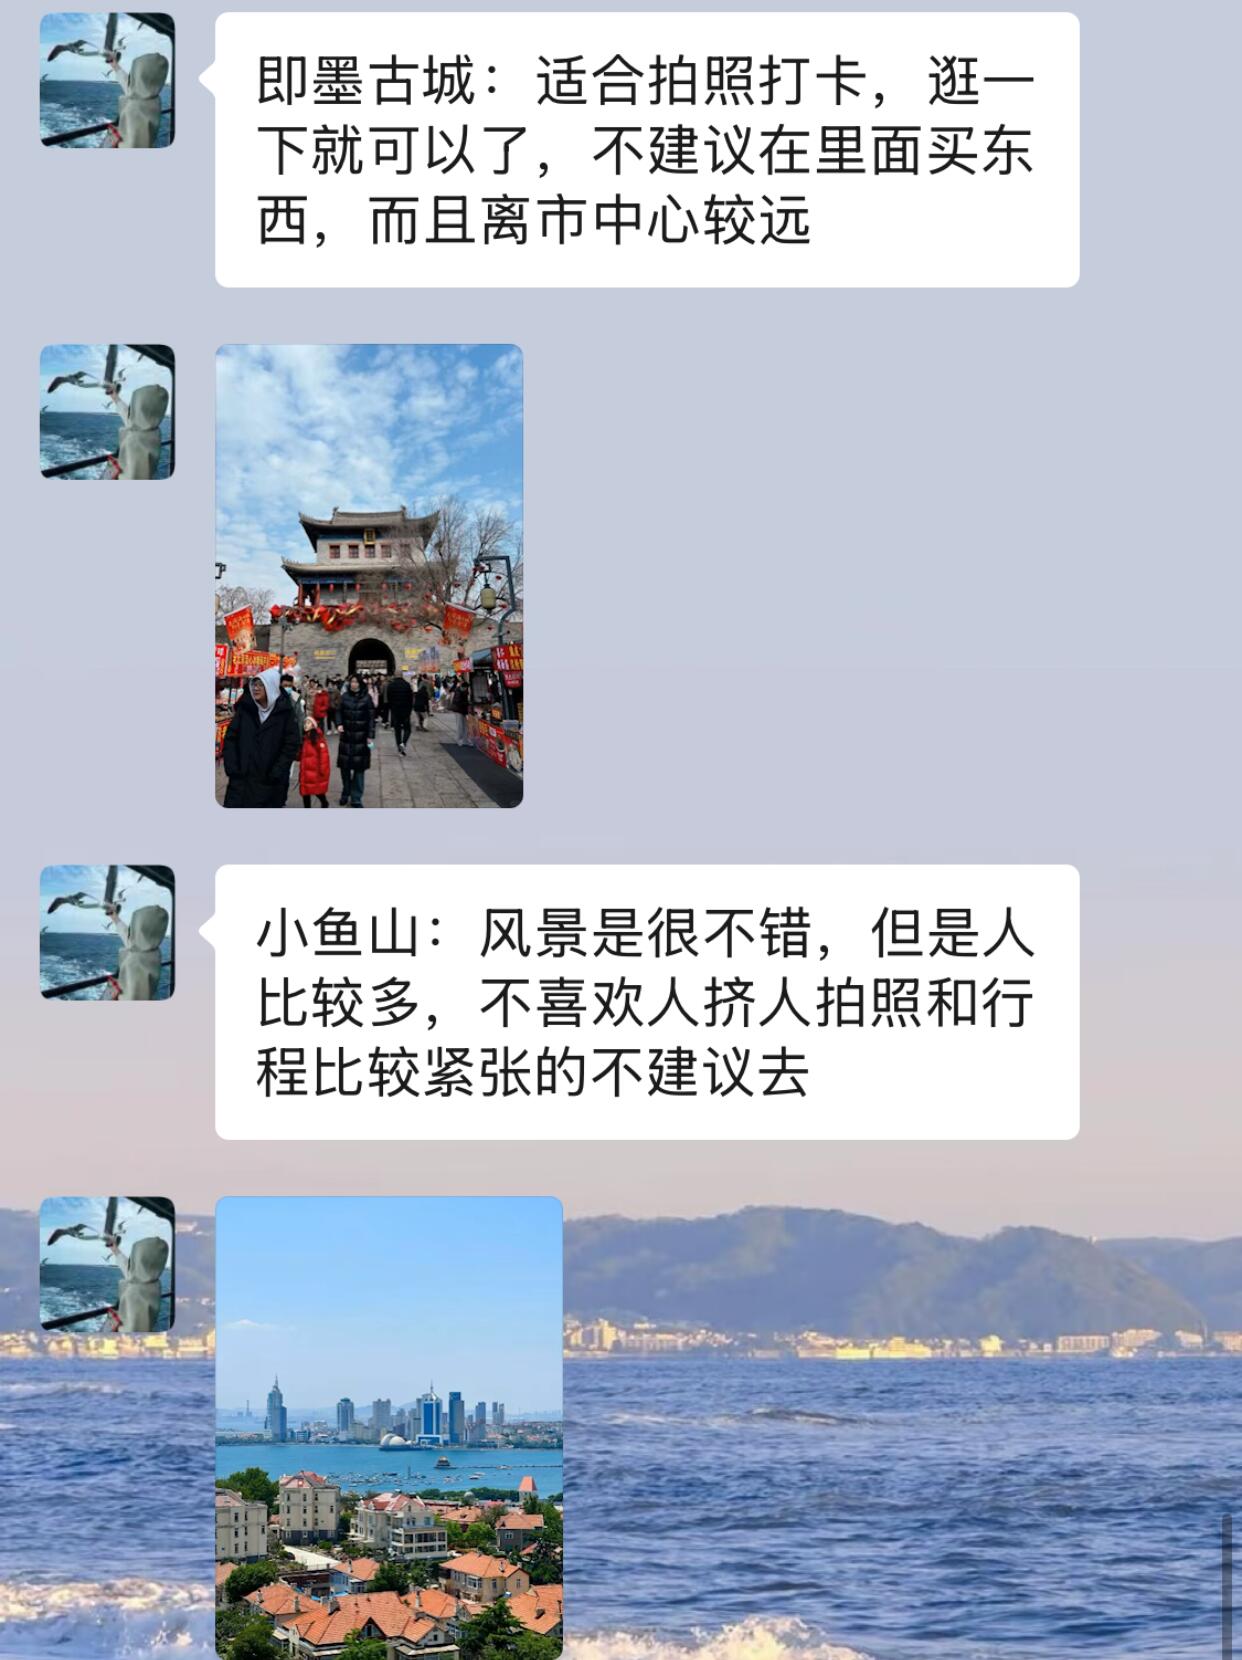 即墨古城：适合拍照打卡，逛一
下就可以了，不建议在里面买东
西，而且离市中心较远
小鱼山：风景是很不错，但是人
比较多，不喜欢人挤人拍照和行
程比较紧张的不建议去